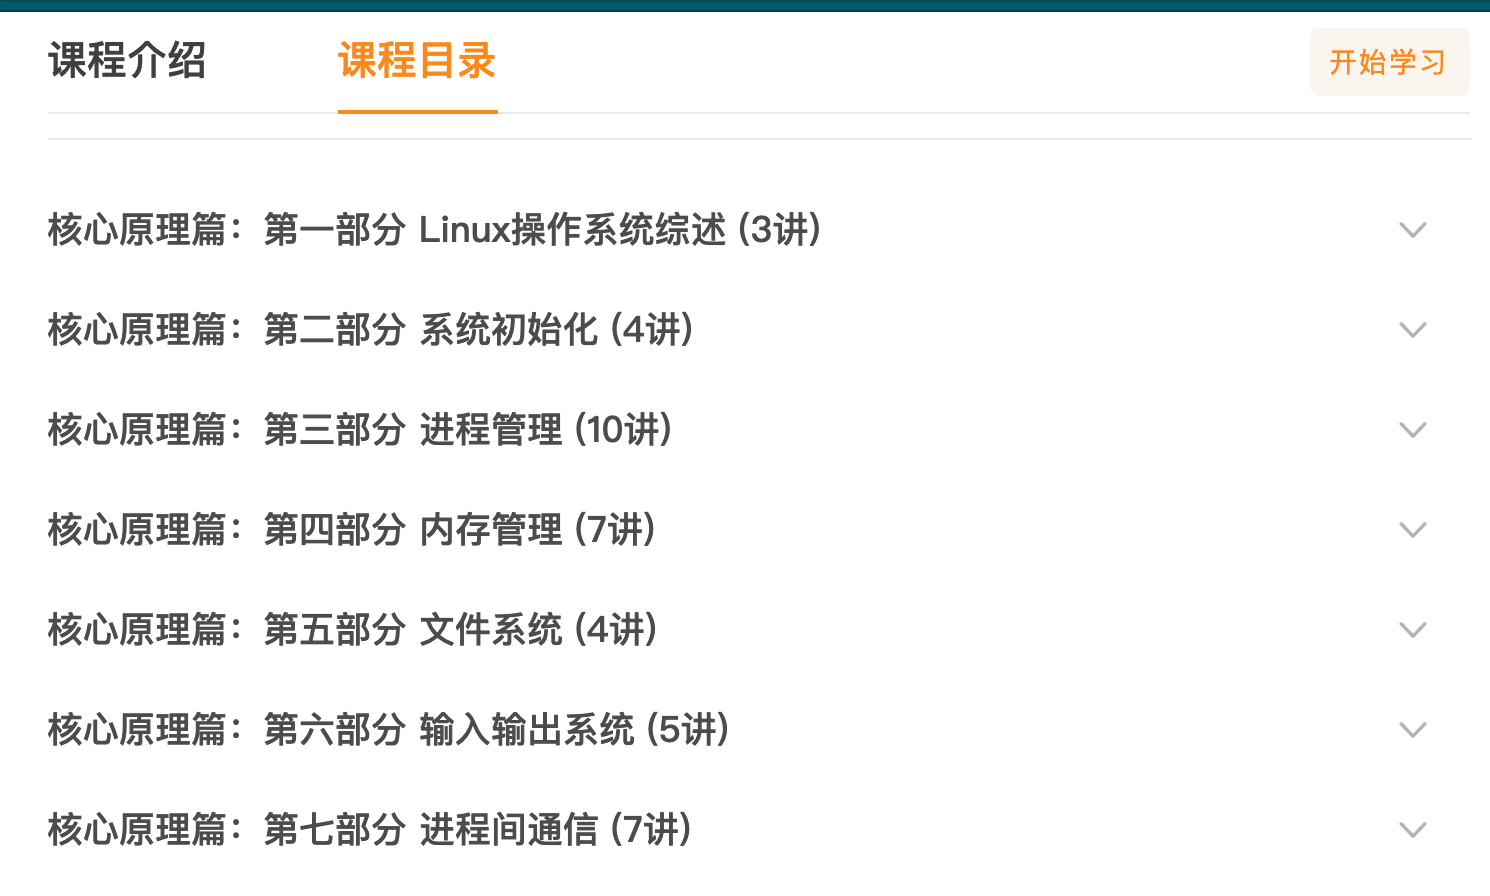 课程介绍
课程目录
开始学习
核心原理篇：第一部分 Linux操作系统综述 (3讲)
核心原理篇：第二部分 系统初始化 (4讲)
核心原理篇：第三部分 进程管理 (10讲)
核心原理篇：第四部分 内存管理 (7讲)
核心原理篇：第五部分 文件系统 (4讲)
核心原理篇：第六部分 输入输出系统 (5讲)
核心原理篇：第七部分 进程间通信 (7讲)